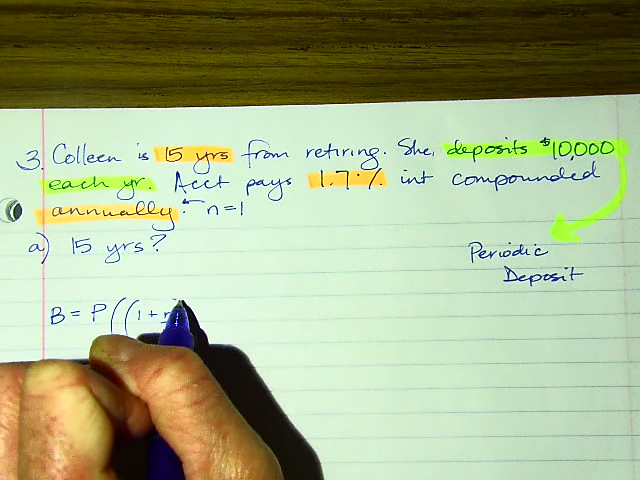 3. Colleen is 15 yrs from retiring. She deposits $10,000
each yr. Acct pays 1.7% int compounded
annually. n=1
a) 15 yrs?
Periodic
Deposit
B = P((1 + r